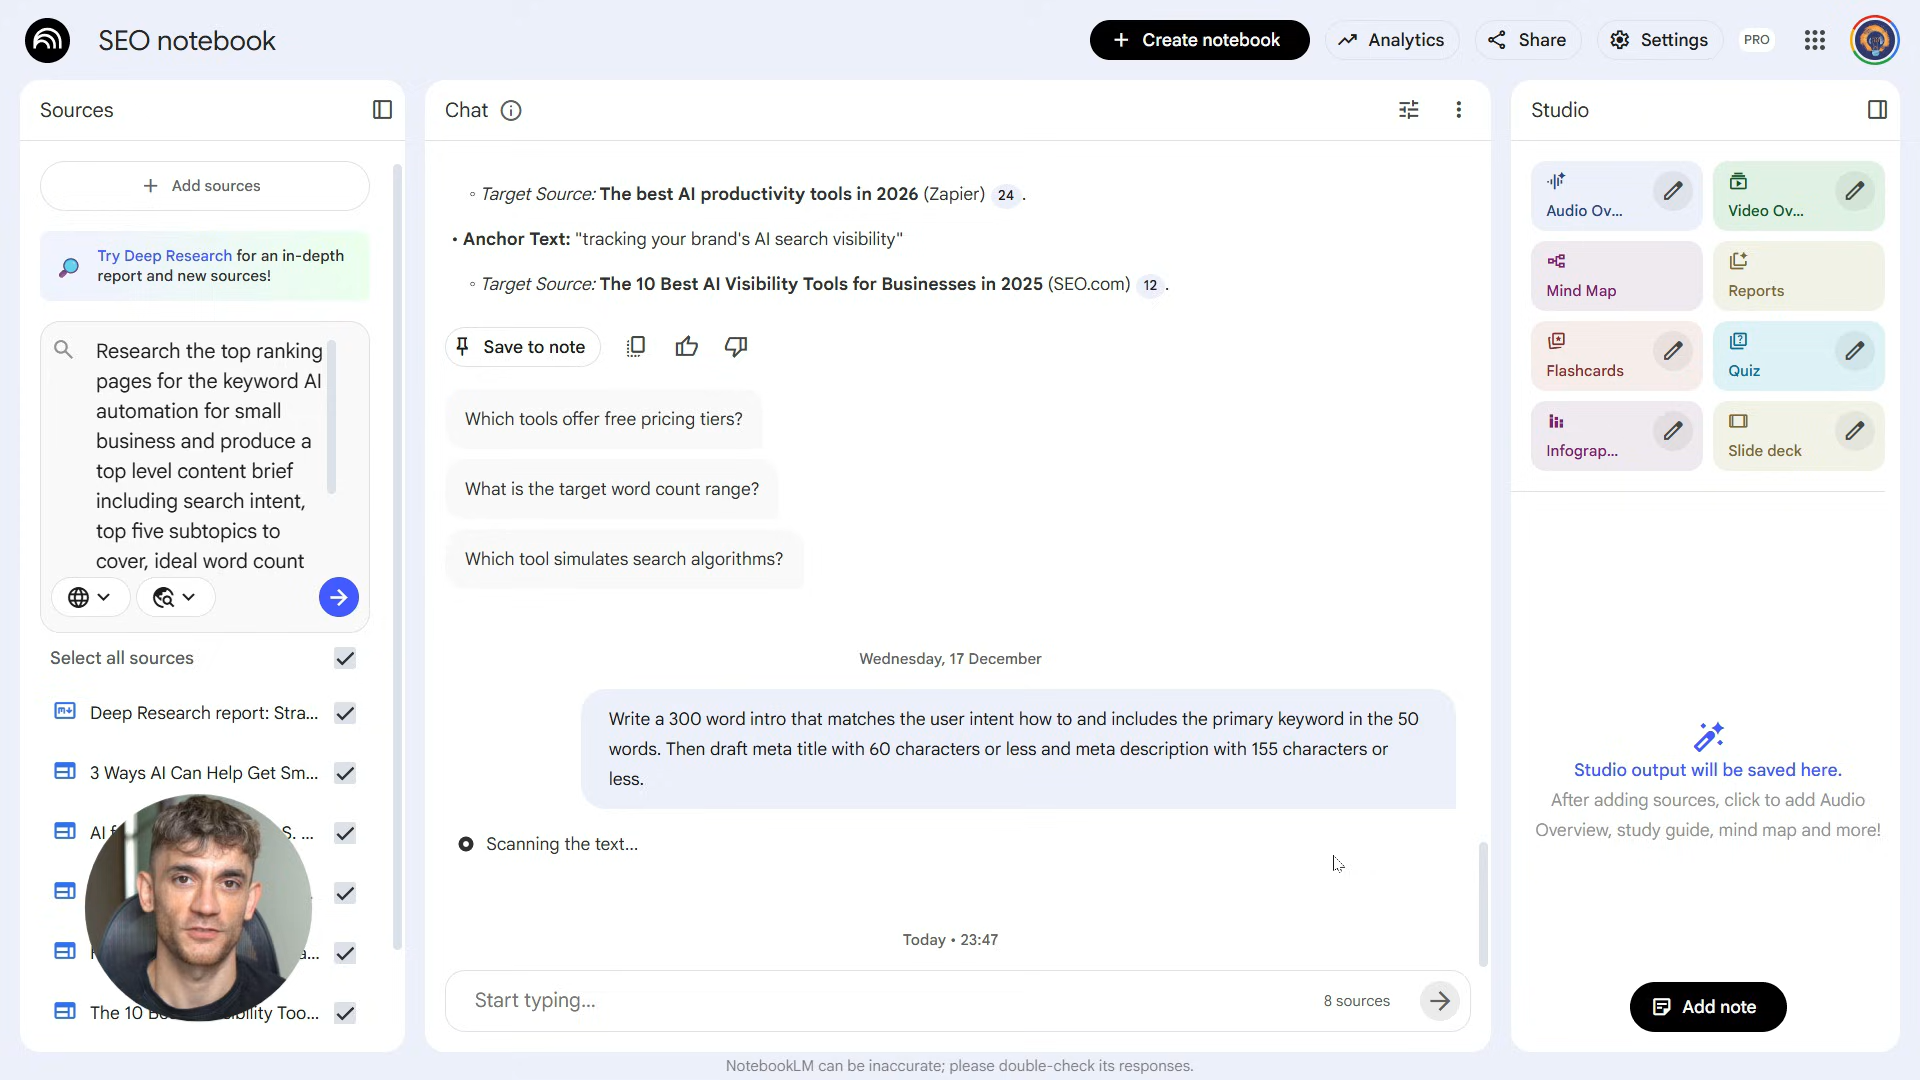 SEO notebook
Create notebook
Analytics
Share
Settings
PRO
Sources
Add sources
Try Deep Research for an in-depth
report and new sources!
Research the top ranking
pages for the keyword AI
automation for small
business and produce a
top level content brief
including search intent,
top five subtopics to
cover, ideal word count
Select all sources
Deep Research report: Stra...
3 Ways AI Can Help Get Sm...
AI
S. ...
a...
The 10 B
bility Too...
Chat
◦ Target Source: The best AI productivity tools in 2026 (Zapier) 24 .
• Anchor Text: "tracking your brand's AI search visibility"
◦ Target Source: The 10 Best AI Visibility Tools for Businesses in 2025 (SEO.com) 12 .
Save to note
Which tools offer free pricing tiers?
What is the target word count range?
Which tool simulates search algorithms?
Wednesday, 17 December
Write a 300 word intro that matches the user intent how to and includes the primary keyword in the 50
words. Then draft meta title with 60 characters or less and meta description with 155 characters or
less.
Scanning the text...
Today • 23:47
Start typing...
8 sources
NotebookLM can be inaccurate; please double-check its responses.
Studio
Audio Ov...
Video Ov...
Mind Map
Reports
Flashcards
Quiz
Infograp...
Slide deck
Studio output will be saved here.
After adding sources, click to add Audio
Overview, study guide, mind map and more!
Add note